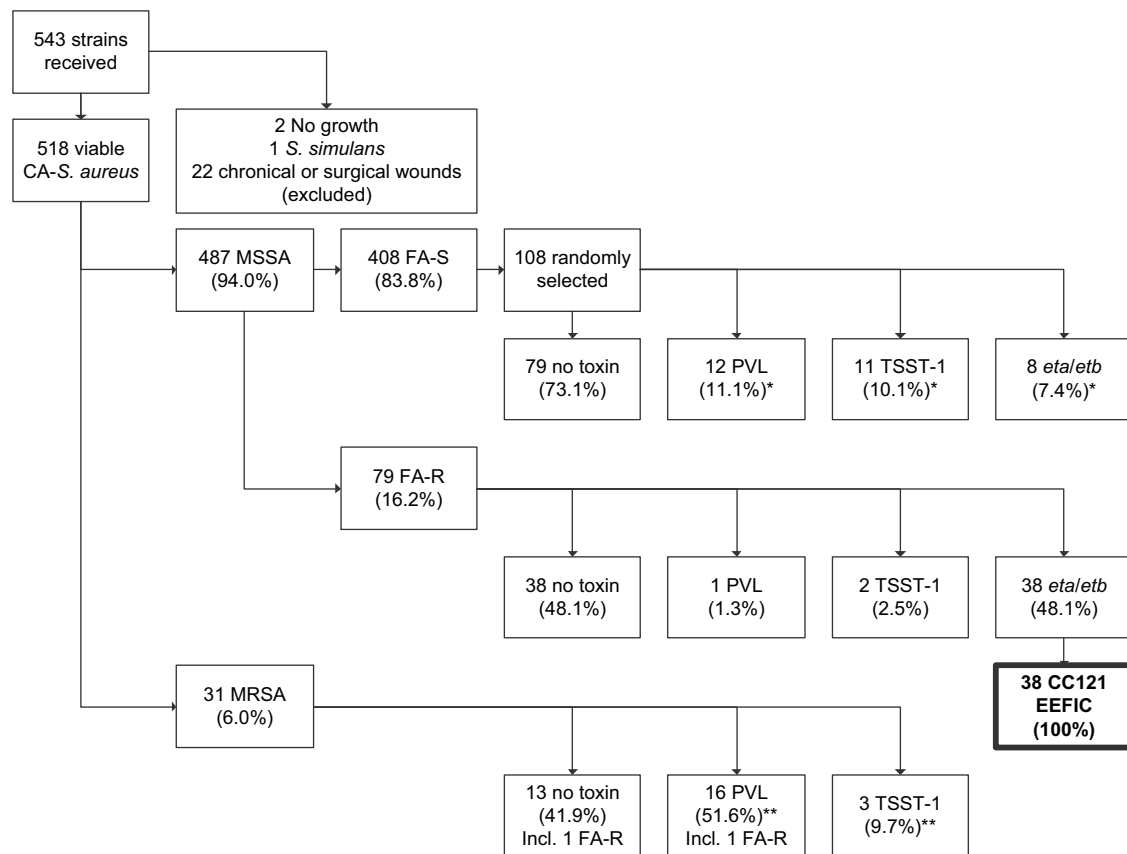 543 strains
received
2 No growth
1 S. simulans
22 chronical or surgical wounds
(excluded)
518 viable
CA-S. aureus
487 MSSA
(94.0%)
408 FA-S
(83.8%)
108 randomly
selected
79 no toxin
(73.1%)
12 PVL
(11.1%)*
11 TSST-1
(10.1%)*
8 eta/etb
(7.4%)*
79 FA-R
(16.2%)
38 no toxin
(48.1%)
1 PVL
(1.3%)
2 TSST-1
(2.5%)
38 eta/etb
(48.1%)
38 CC121
EEFIC
(100%)
31 MRSA
(6.0%)
13 no toxin
(41.9%)
Incl. 1 FA-R
16 PVL
(51.6%)**
Incl. 1 FA-R
3 TSST-1
(9.7%)**